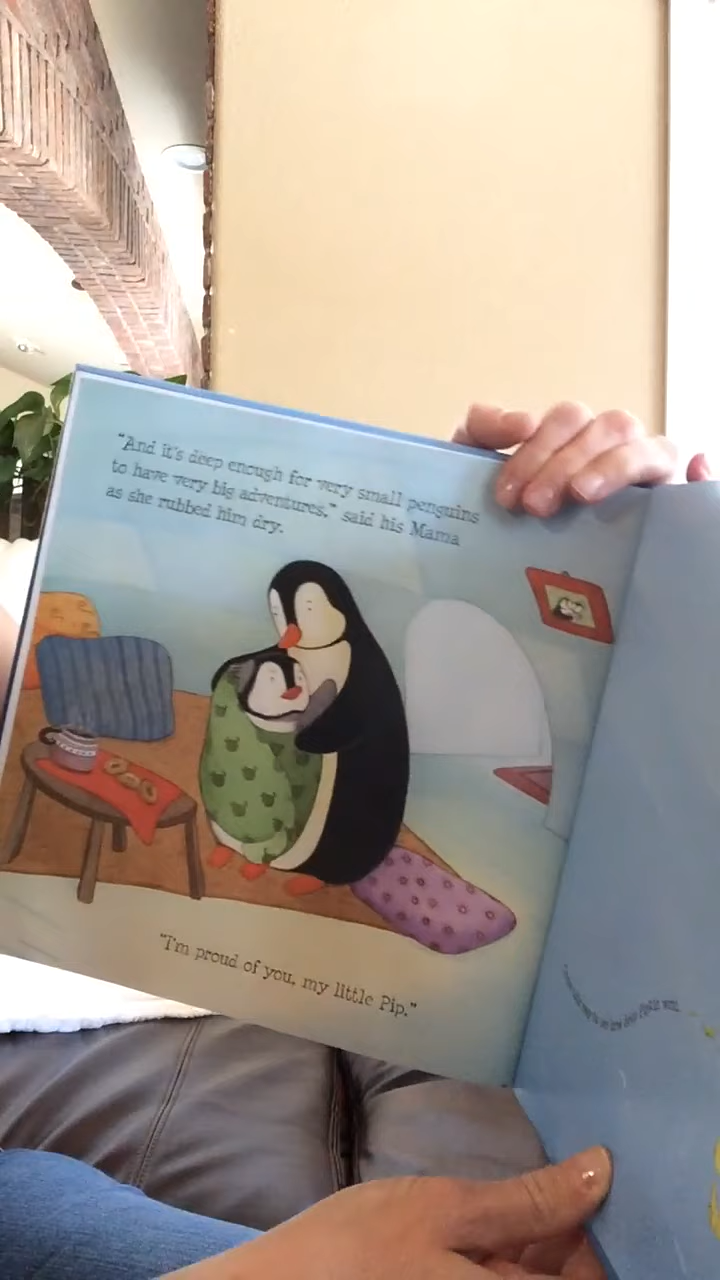 “And it's deep enough for very small penguins
to have very big adventures,” said his Mama
as she rubbed him dry.
“I'm proud of you, my little Pip.”